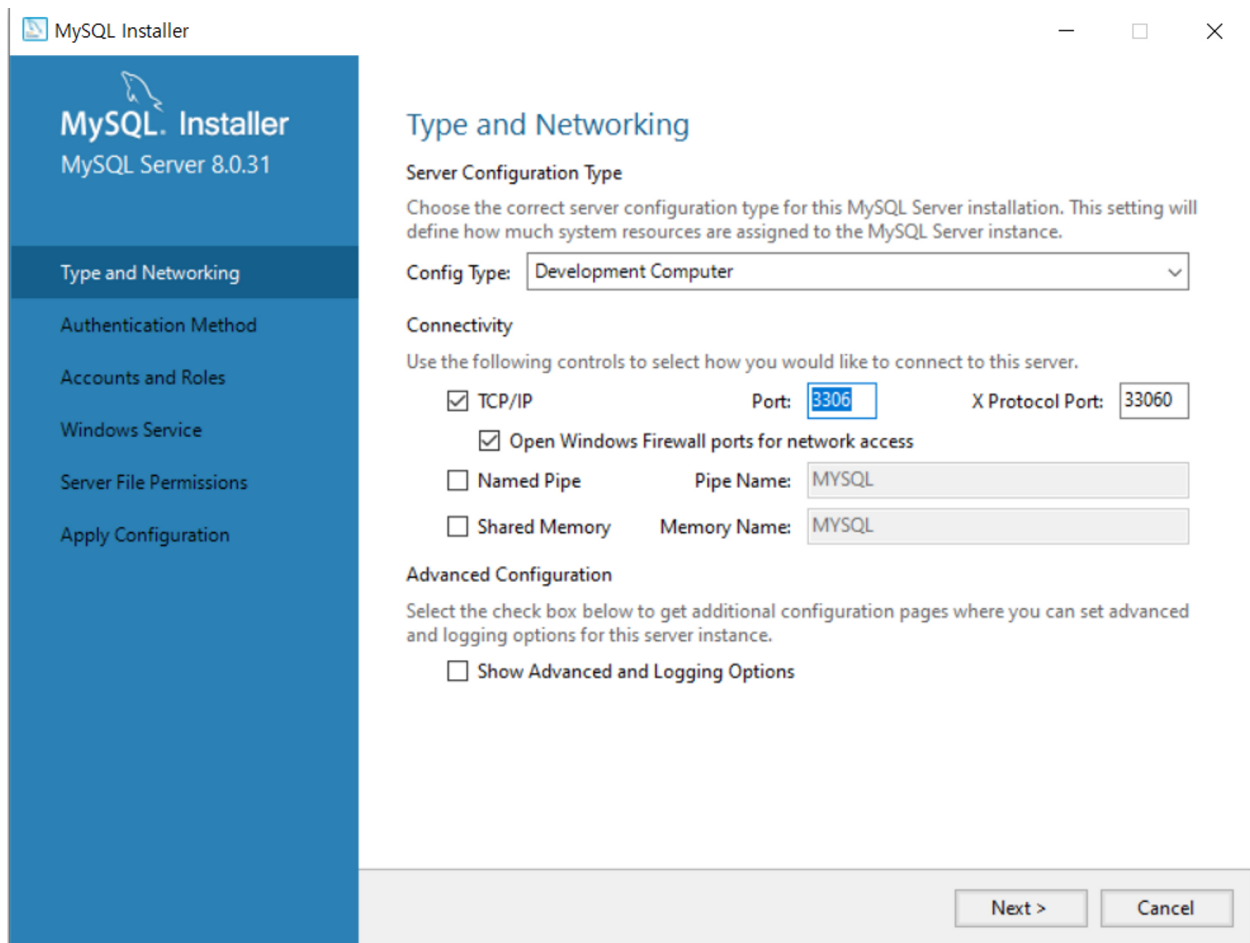 MySQL Installer
MySQL. Installer
MySQL Server 8.0.31
Type and Networking
Authentication Method
Accounts and Roles
Windows Service
Server File Permissions
Apply Configuration
Type and Networking
Server Configuration Type
Choose the correct server configuration type for this MySQL Server installation. This setting will
define how much system resources are assigned to the MySQL Server instance.
Config Type: Development Computer
Connectivity
Use the following controls to select how you would like to connect to this server.
TCP/IP Port: 3306 X Protocol Port: 33060
Open Windows Firewall ports for network access
Named Pipe Pipe Name: MYSQL
Shared Memory Memory Name: MYSQL
Advanced Configuration
Select the check box below to get additional configuration pages where you can set advanced
and logging options for this server instance.
Show Advanced and Logging Options
Next > Cancel